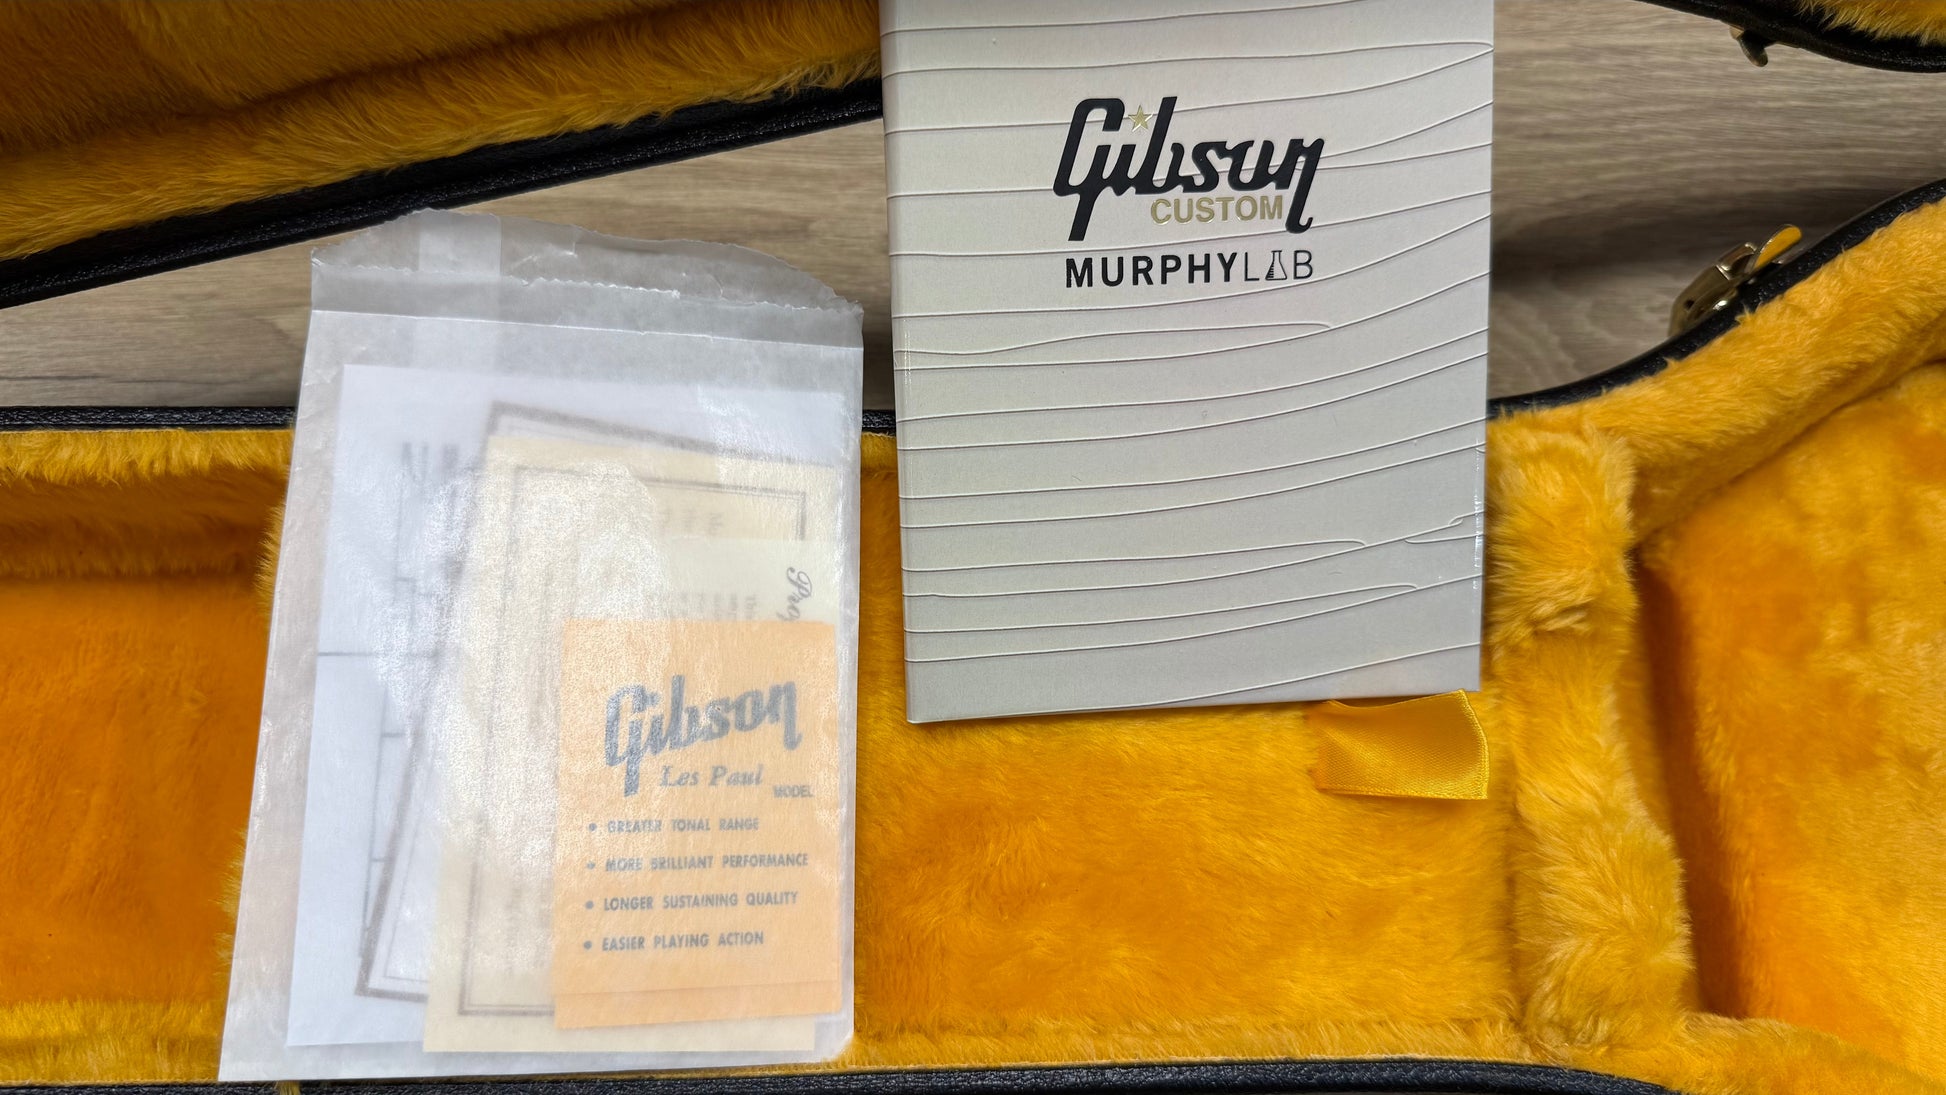 Gibson
CUSTOM
MURPHYLAB
Gibson
Les Paul
MODEL
• GREATER TONAL RANGE
• MORE BRILLIANT PERFORMANCE
• LONGER SUSTAINING QUALITY
• EASIER PLAYING ACTION